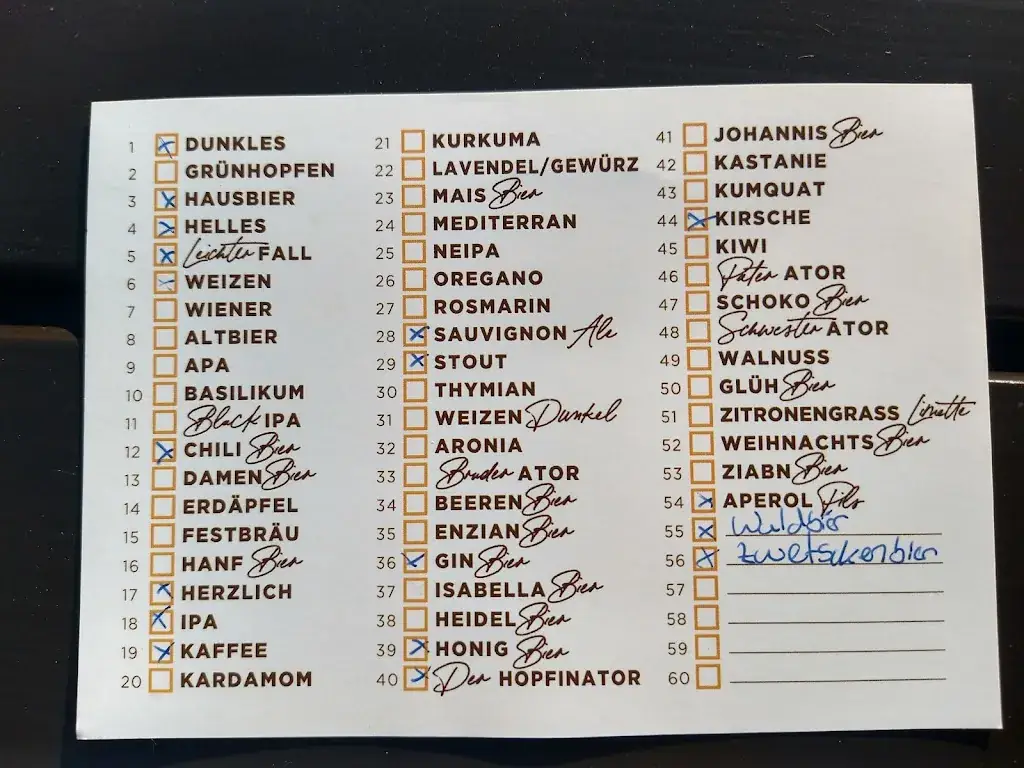 1 DUNKLES
2 GRÜNHOPFEN
3 HAUSBIER
4 HELLES
5 Leichter FALL
6 WEIZEN
7 WIENER
8 ALTBIER
9 APA
10 BASILIKUM
11 Black IPA
12 CHILI Bier
13 DAMEN Bier
14 ERDÄPFEL
15 FESTBRÄU
16 HANF Bier
17 HERZLICH
18 IPA
19 KAFFEE
20 KARDAMOM
21 KURKUMA
22 LAVENDEL/GEWÜRZ
23 MAIS Bier
24 MEDITERRAN
25 NEIPA
26 OREGANO
27 ROSMARIN
28 SAUVIGNON Ale
29 STOUT
30 THYMIAN
31 WEIZEN Dunkel
32 ARONIA
33 Bruder ATOR
34 BEEREN Bier
35 ENZIAN Bier
36 GIN Bier
37 ISABELLA Bier
38 HEIDEL Bier
39 HONIG Bier
40 Der HOPFINATOR
41 JOHANNIS Bier
42 KASTANIE
43 KUMQUAT
44 KIRSCHE
45 KIWI
46 Pater ATOR
47 SCHOKO Bier
48 Schwester ATOR
49 WALNUSS
50 GLÜH Bier
51 ZITRONENGRASS Limette
52 WEIHNACHTS Bier
53 ZIABN Bier
54 APEROL Pils
55 Waldbier
56 zwetschkenbier
57
58
59
60